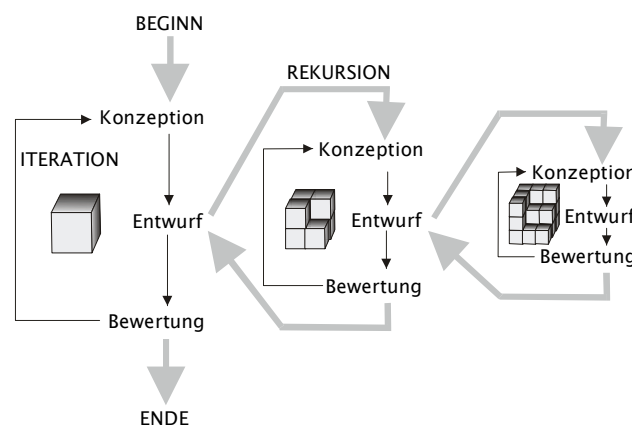 BEGINN
REKURSION
Konzeption
ITERATION
Entwurf
Bewertung
ENDE
Konzeption
Entwurf
Bewertung
Konzeption
Entwurf
Bewertung